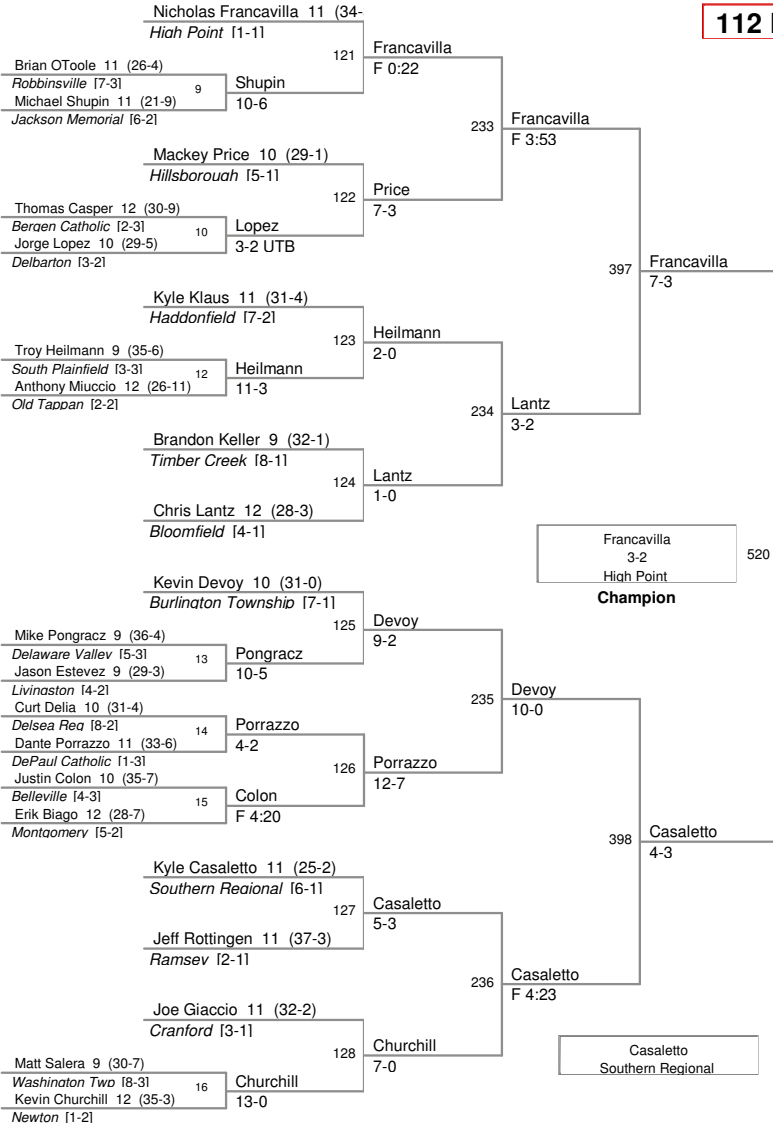 Nicholas Francavilla 11 (34-
High Point [1-1]
112
121
Francavilla
F 0:22
Brian OToole 11 (26-4)
Robbinsville [7-3]
9
Shupin
10-6
Michael Shupin 11 (21-9)
Jackson Memorial [6-2]
233
Francavilla
F 3:53
Mackey Price 10 (29-1)
Hillsborough [5-1]
122
Price
7-3
Thomas Casper 12 (30-9)
Bergen Catholic [2-3]
10
Lopez
3-2 UTB
Jorge Lopez 10 (29-5)
Delbarton [3-2]
397
Francavilla
7-3
Kyle Klaus 11 (31-4)
Haddonfield [7-2]
123
Heilmann
2-0
Troy Heilmann 9 (35-6)
South Plainfield [3-3]
12
Heilmann
11-3
Anthony Miuccio 12 (26-11)
Old Tappan [2-2]
234
Lantz
3-2
Brandon Keller 9 (32-1)
Timber Creek [8-1]
124
Lantz
1-0
Chris Lantz 12 (28-3)
Bloomfield [4-1]
Francavilla
3-2
High Point
520
Champion
Kevin Devoy 10 (31-0)
Burlington Township [7-1]
125
Devoy
9-2
Mike Pongracz 9 (36-4)
Delaware Valley [5-3]
13
Pongracz
10-5
Jason Estevez 9 (29-3)
Livingston [4-2]
235
Devoy
10-0
Curt Delia 10 (31-4)
Delsea Reg [8-2]
14
Porrazzo
4-2
Dante Porrazzo 11 (33-6)
DePaul Catholic [1-3]
126
Porrazzo
12-7
Justin Colon 10 (35-7)
Belleville [4-3]
15
Colon
F 4:20
Erik Biago 12 (28-7)
Montgomery [5-2]
398
Casaletto
4-3
Kyle Casaletto 11 (25-2)
Southern Regional [6-1]
127
Casaletto
5-3
Jeff Rottingen 11 (37-3)
Ramsey [2-1]
236
Casaletto
F 4:23
Joe Giaccio 11 (32-2)
Cranford [3-1]
128
Churchill
7-0
Matt Salera 9 (30-7)
Washington Twp [8-3]
16
Churchill
13-0
Kevin Churchill 12 (35-3)
Newton [1-2]
Casaletto
Southern Regional